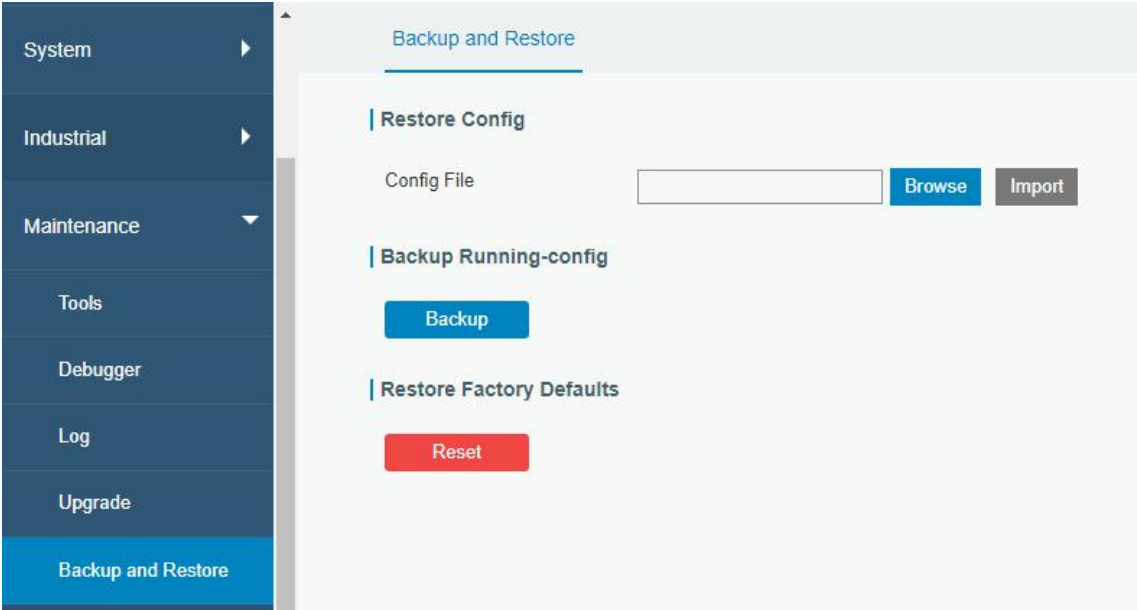 System
Industrial
Maintenance
Tools
Debugger
Log
Upgrade
Backup and Restore
Backup and Restore
Restore Config
Config File Browse Import
Backup Running-config
Backup
Restore Factory Defaults
Reset